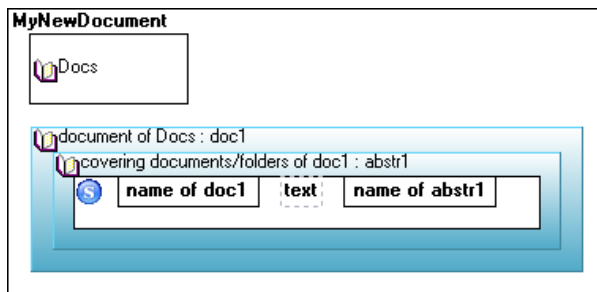 MyNewDocument
Docs
document of Docs : doc1
covering documents/folders of doc1 : abstr1
S name of doc1 text name of abstr1